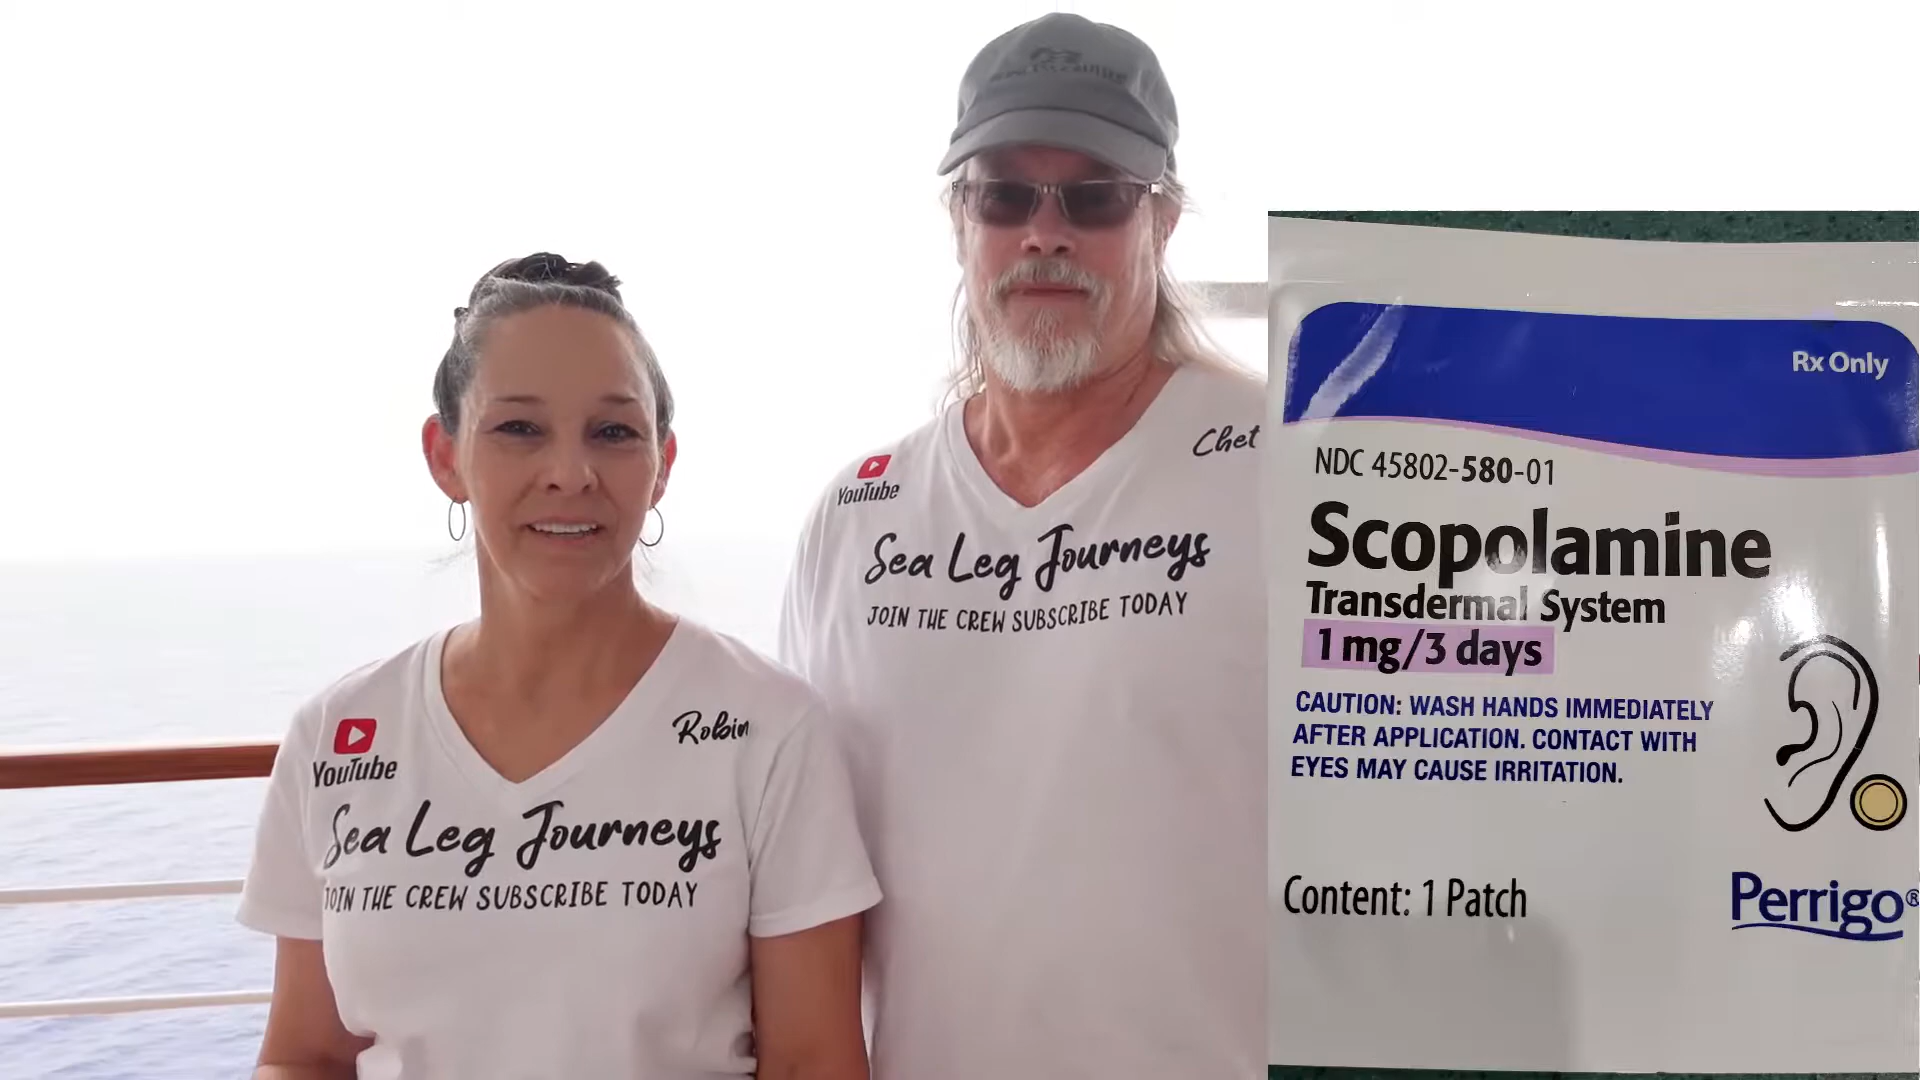 YouTube
Robin
Sea Leg Journeys
JOIN THE CREW SUBSCRIBE TODAY
YouTube
Chet
Sea Leg Journeys
JOIN THE CREW SUBSCRIBE TODAY
Rx Only
NDC 45802-580-01
Scopolamine
Transdermal System
1 mg/3 days
CAUTION: WASH HANDS IMMEDIATELY
AFTER APPLICATION. CONTACT WITH
EYES MAY CAUSE IRRITATION.
Content: 1 Patch
Perrigo®